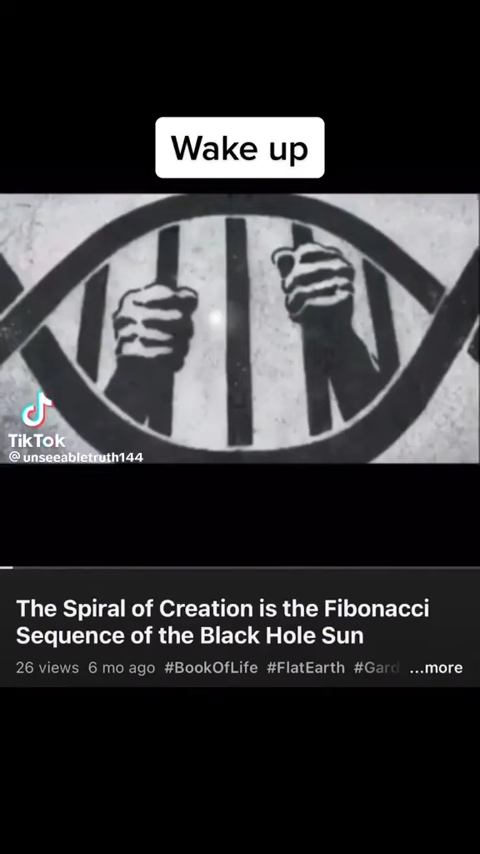 Wake up
TikTok
@unseeabletruth144
The Spiral of Creation is the Fibonacci
Sequence of the Black Hole Sun
26 views 6 mo ago #BookOfLife #FlatEarth #Gard ...more